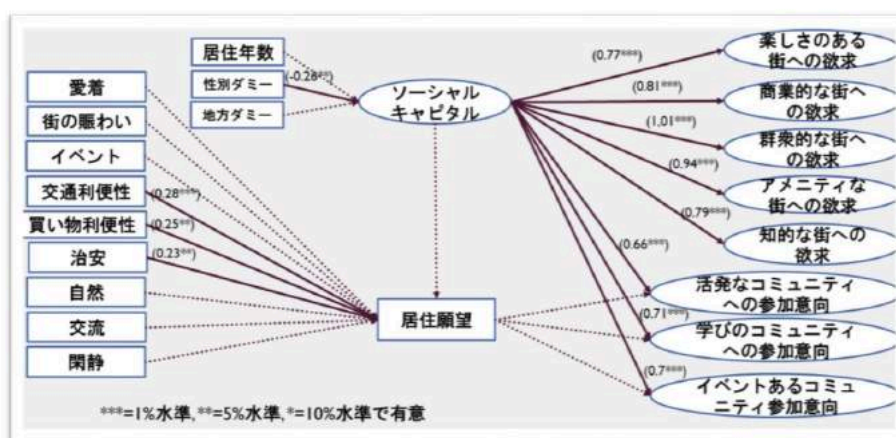 居住年数
性別ダミー
地方ダミー
(-0.28**)
ソーシャル
キャピタル
愛着
街の賑わい
イベント
交通利便性
買い物利便性
治安
自然
交流
閑静
(0.28***)
(0.25**)
(0.23**)
居住願望
(0.77***)
(0.81***)
(1.01***)
(0.94***)
(0.79***)
(0.66***)
(0.71***)
(0.7***)
楽しさのある
街への欲求
商業的な街へ
の欲求
群衆的な街へ
の欲求
アメニティな
街への欲求
知的な街への
欲求
活発なコミュニティ
への参加意向
学びのコミュニティ
への参加意向
イベントあるコミュ
ニティ参加意向
***=1%水準,**=5%水準,*=10%水準で有意